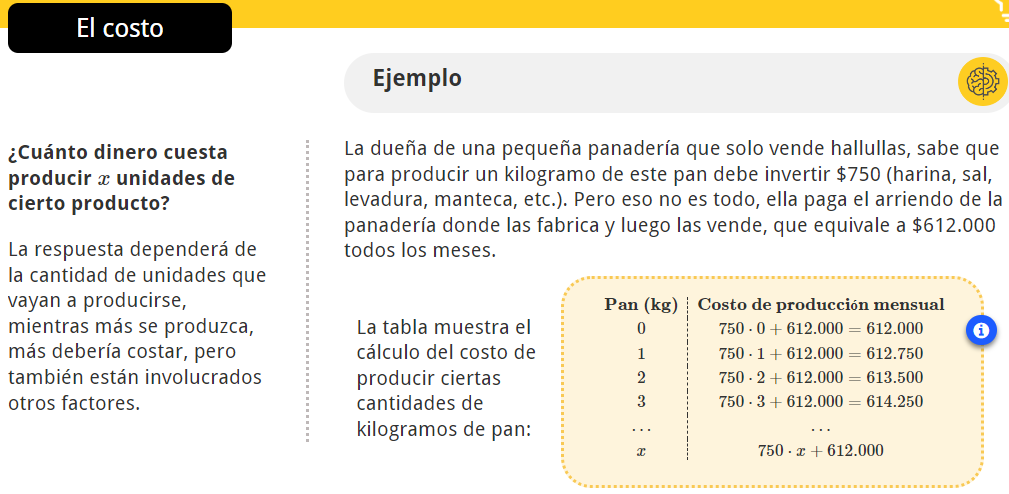 El costo
Ejemplo
¿Cuánto dinero cuesta
producir x unidades de
cierto producto?
La respuesta dependerá de
la cantidad de unidades que
vayan a producirse,
mientras más se produzca,
más debería costar, pero
también están involucrados
otros factores.
La dueña de una pequeña panadería que solo vende hallullas, sabe que
para producir un kilogramo de este pan debe invertir $750 (harina, sal,
levadura, manteca, etc.). Pero eso no es todo, ella paga el arriendo de la
panadería donde las fabrica y luego las vende, que equivale a $612.000
todos los meses.
La tabla muestra el
cálculo del costo de
producir ciertas
cantidades de
kilogramos de pan:
Pan (kg) Costo de producción mensual
0 750 · 0 + 612.000 = 612.000
1 750 · 1 + 612.000 = 612.750
2 750 · 2 + 612.000 = 613.500
3 750 · 3 + 612.000 = 614.250
... ...
x 750 · x + 612.000